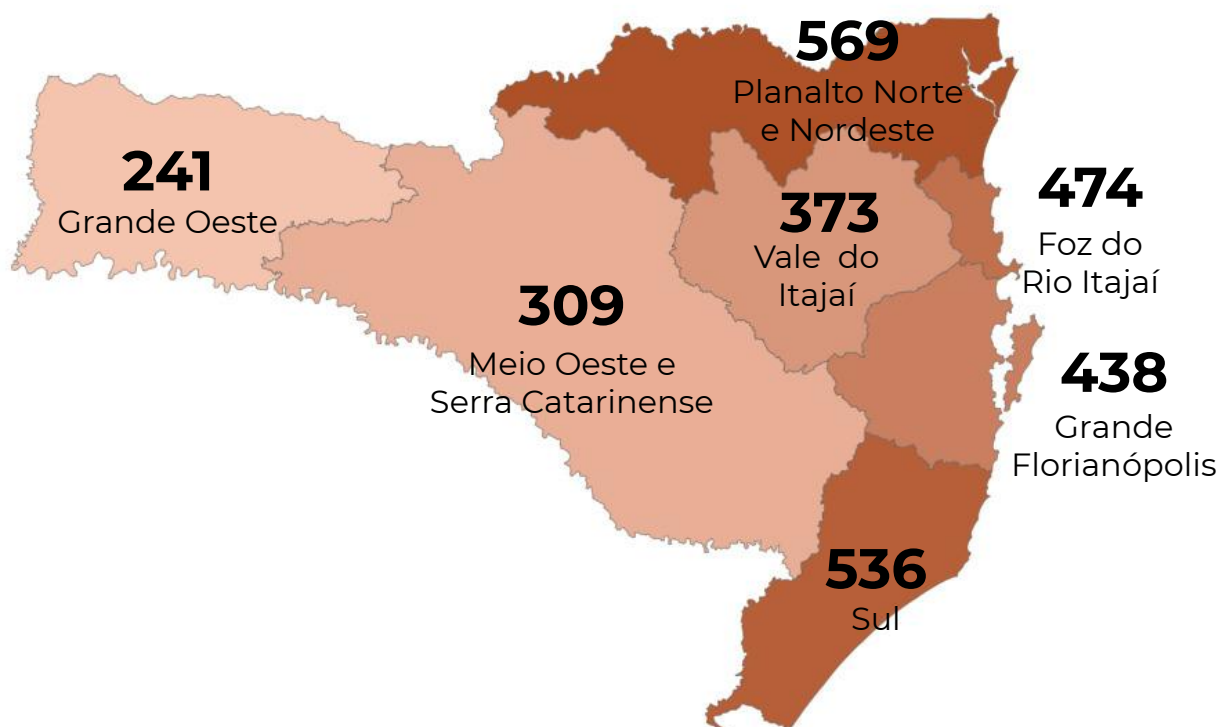 569
Planalto Norte
e Nordeste
241
Grande Oeste
373
Vale do
Itajaí
474
Foz do
Rio Itajaí
309
Meio Oeste e
Serra Catarinense
438
Grande
Florianópolis
536
Sul